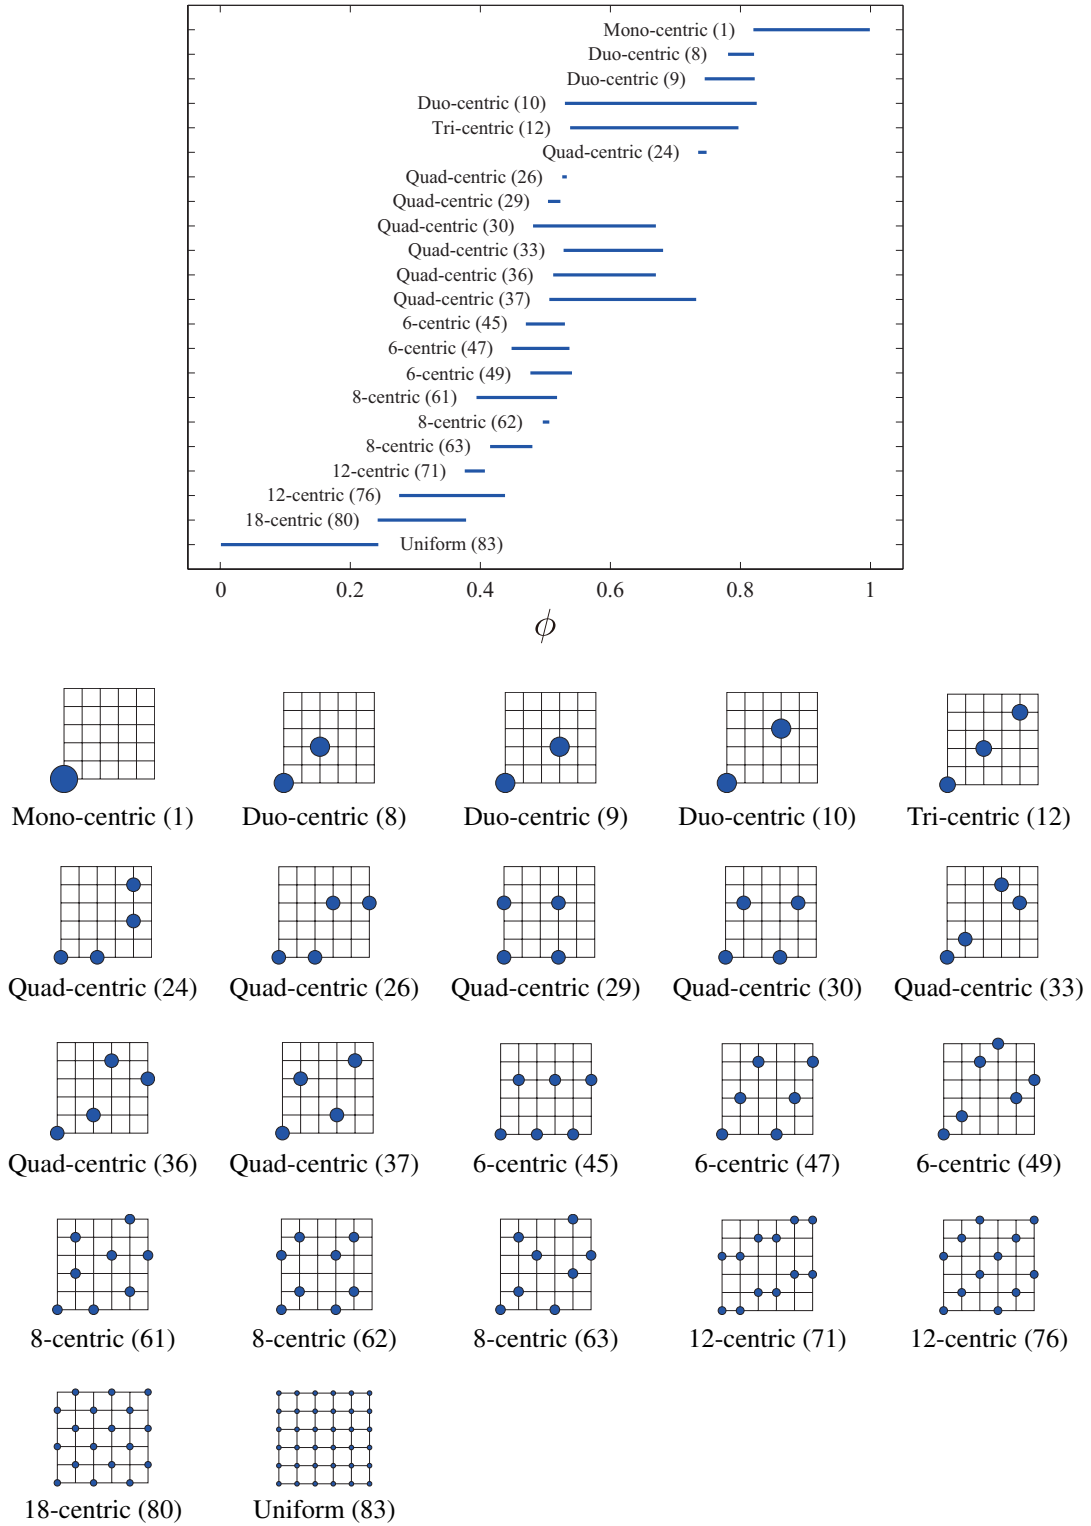 Mono-centric (1)
Duo-centric (8)
Duo-centric (9)
Duo-centric (10)
Tri-centric (12)
Quad-centric (24)
Quad-centric (26)
Quad-centric (29)
Quad-centric (30)
Quad-centric (33)
Quad-centric (36)
Quad-centric (37)
6-centric (45)
6-centric (47)
6-centric (49)
8-centric (61)
8-centric (62)
8-centric (63)
12-centric (71)
12-centric (76)
18-centric (80)
Uniform (83)
0 0.2 0.4 0.6 0.8 1
ϕ
Mono-centric (1) Duo-centric (8) Duo-centric (9) Duo-centric (10) Tri-centric (12)
Quad-centric (24) Quad-centric (26) Quad-centric (29) Quad-centric (30) Quad-centric (33)
Quad-centric (36) Quad-centric (37) 6-centric (45) 6-centric (47) 6-centric (49)
8-centric (61) 8-centric (62) 8-centric (63) 12-centric (71) 12-centric (76)
18-centric (80) Uniform (83)